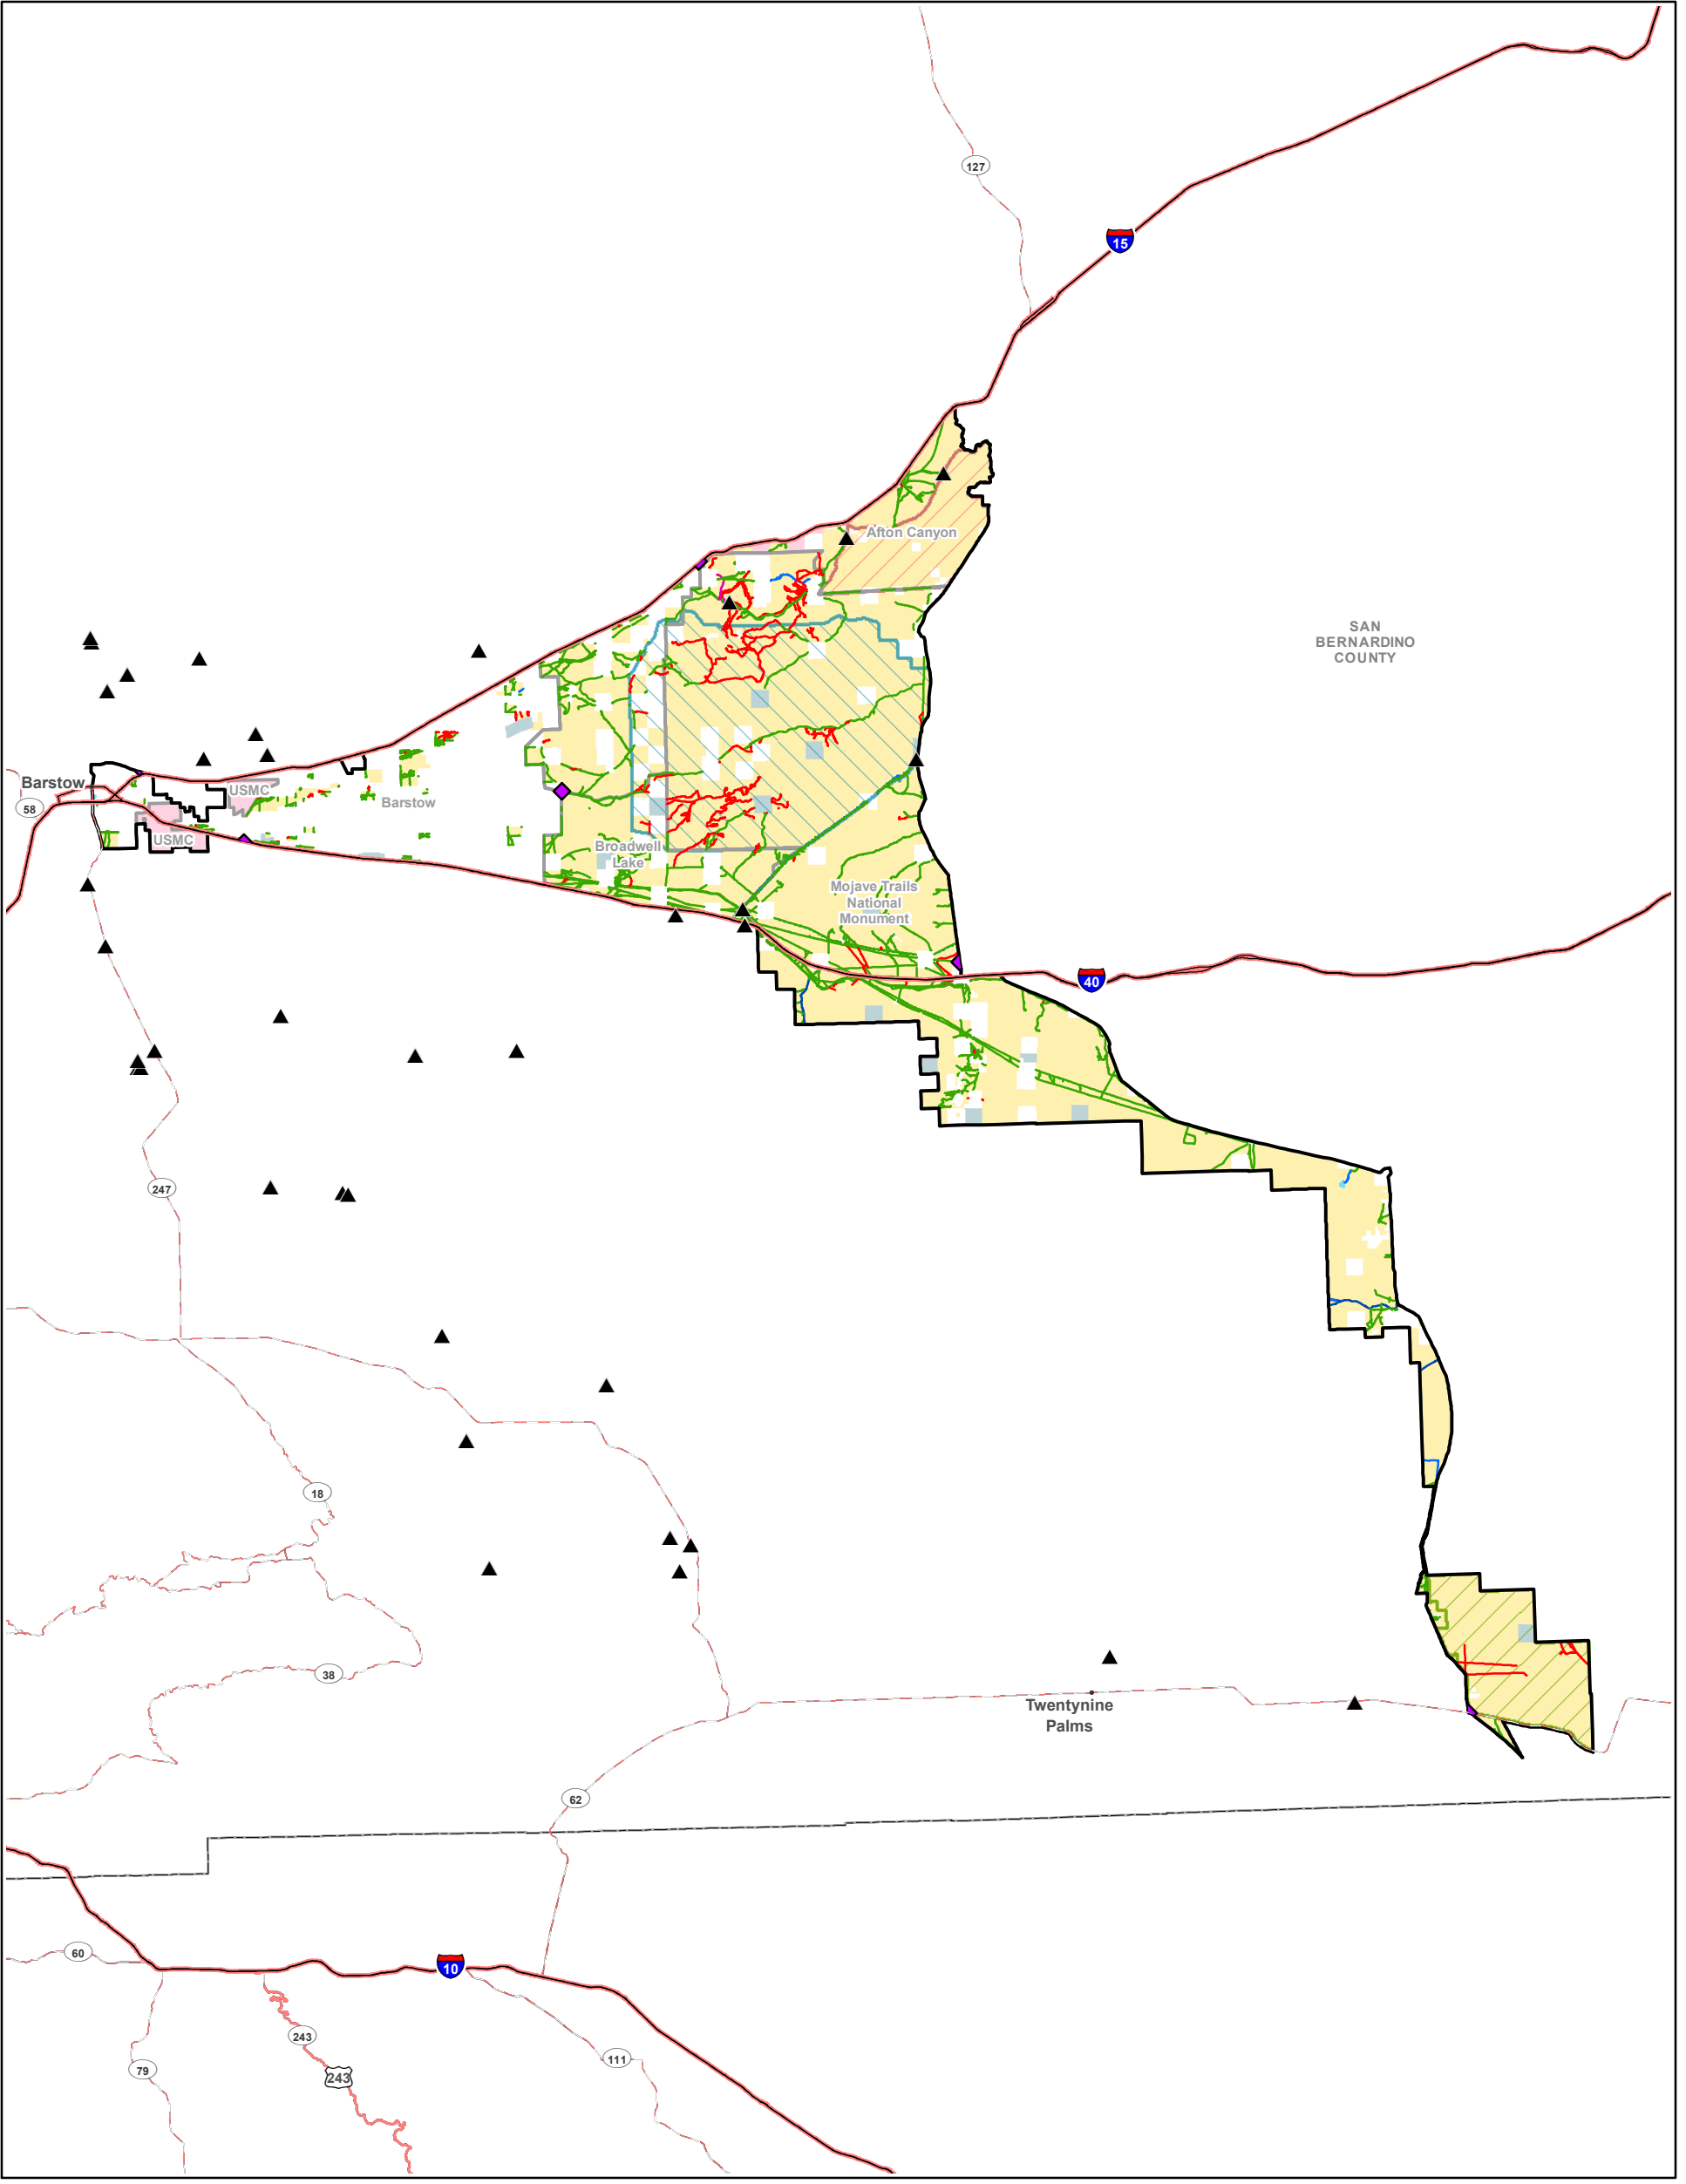 127
15
SAN
BERNARDINO
COUNTY
Afton Canyon
Barstow
58
USMC
USMC
Barstow
Broadwell
Lake
Mojave Trails
National
Monument
40
247
18
38
Twentynine
Palms
62
60
10
243
243
79
111